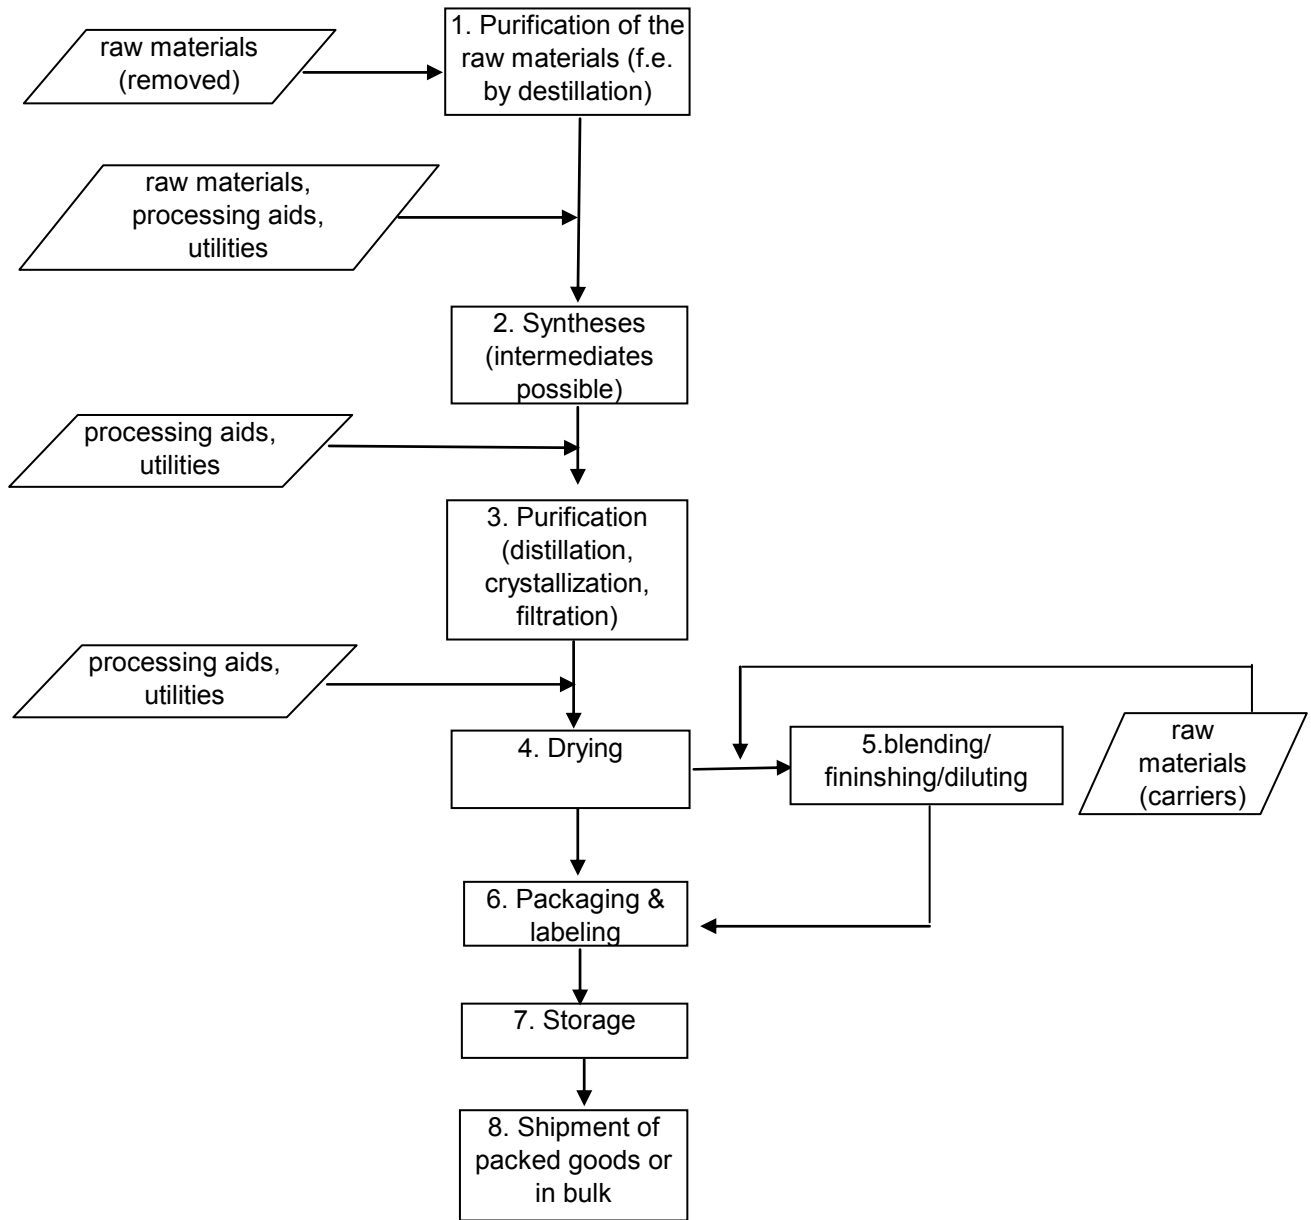 raw materials
(removed)
1. Purification of the
raw materials (f.e.
by destillation)
raw materials,
processing aids,
utilities
2. Syntheses
(intermediates
possible)
processing aids,
utilities
3. Purification
(distillation,
crystallization,
filtration)
processing aids,
utilities
4. Drying
5.blending/
fininshing/diluting
raw
materials
(carriers)
6. Packaging &
labeling
7. Storage
8. Shipment of
packed goods or
in bulk